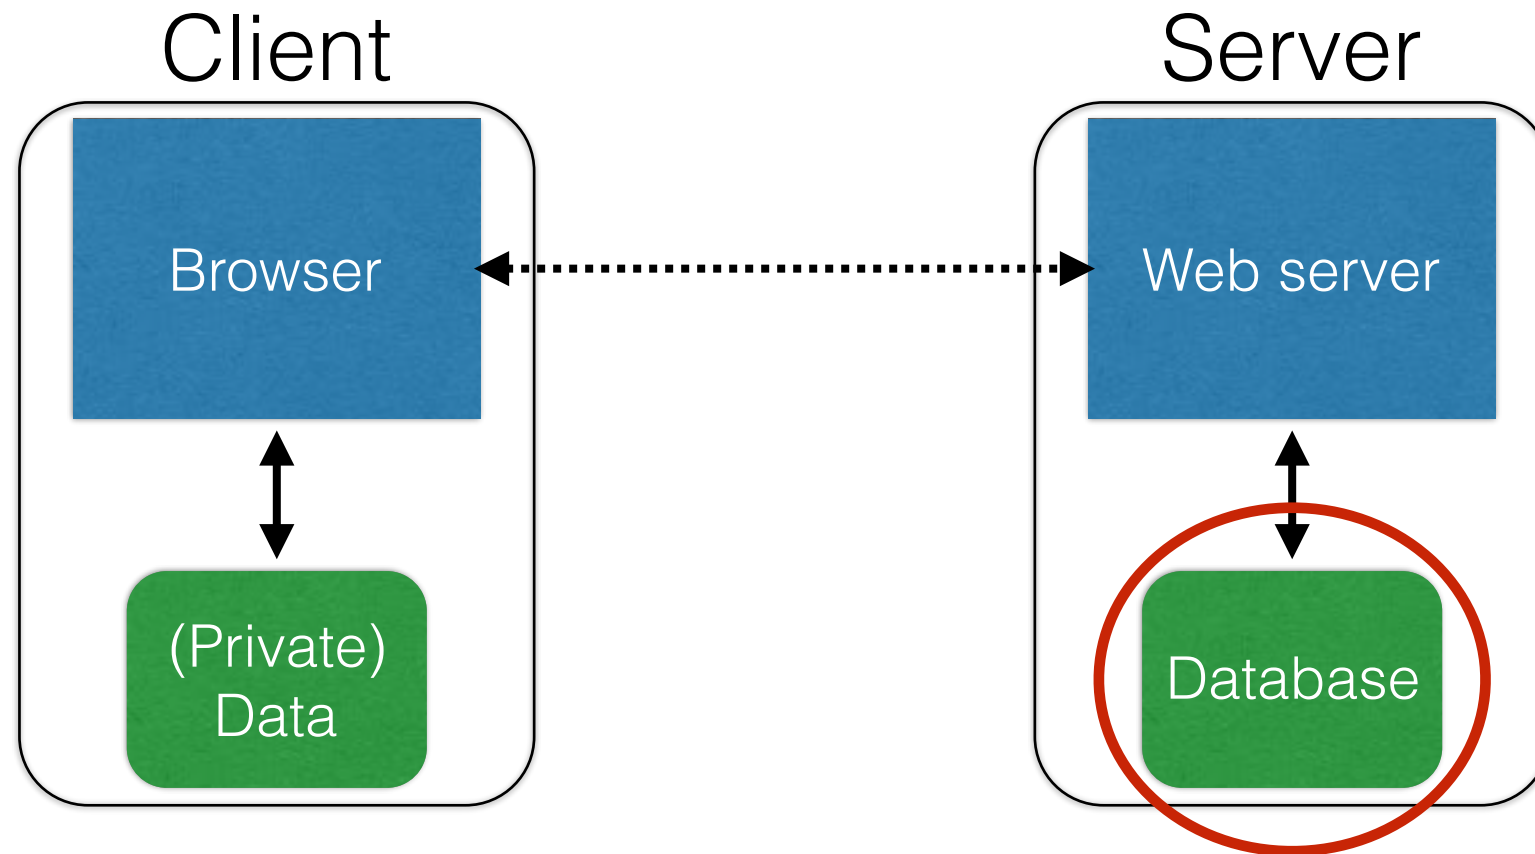 Client
Server
Browser
Web server
(Private)
Data
Database